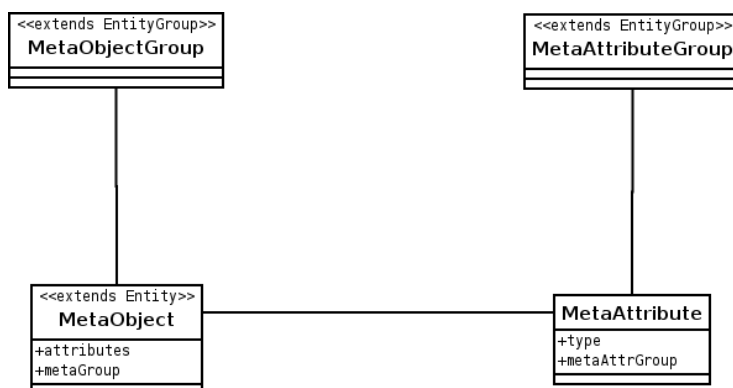 <<extends EntityGroup>>
MetaObjectGroup
<<extends EntityGroup>>
MetaAttributeGroup
<<extends Entity>>
MetaObject
+attributes
+metaGroup
MetaAttribute
+type
+metaAttrGroup